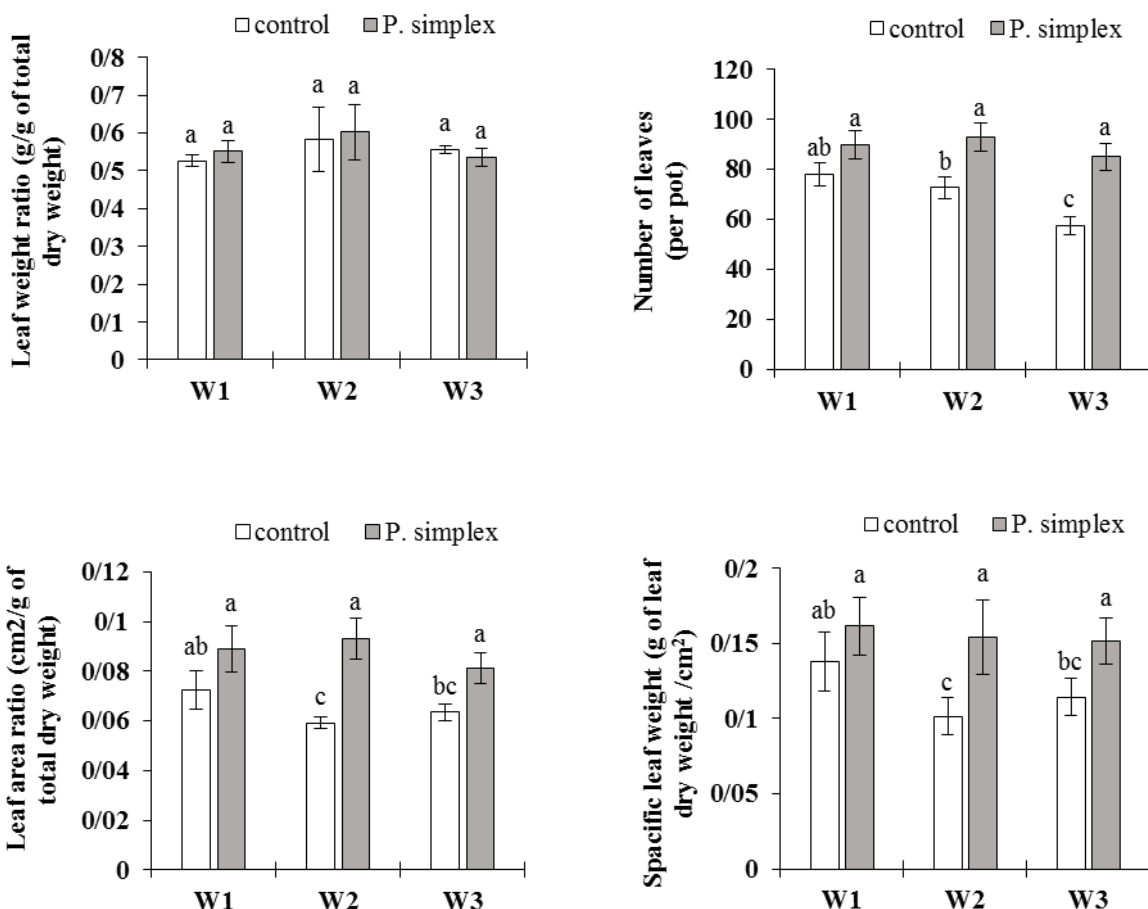 control P. simplex
Leaf weight ratio (g/g of total
dry weight)
0/8
0/7
0/6
0/5
0/4
0/3
0/2
0/1
0
a a a a a a
W1 W2 W3
control P. simplex
Number of leaves
(per pot)
120
100
80
60
40
20
0
ab a b a c a
W1 W2 W3
control P. simplex
Leaf area ratio (cm2/g of
total dry weight)
0/12
0/1
0/08
0/06
0/04
0/02
0
ab a c a bc a
W1 W2 W3
control P. simplex
Spacific leaf weight (g of leaf
dry weight /cm²)
0/2
0/15
0/1
0/05
0
ab a c a bc a
W1 W2 W3